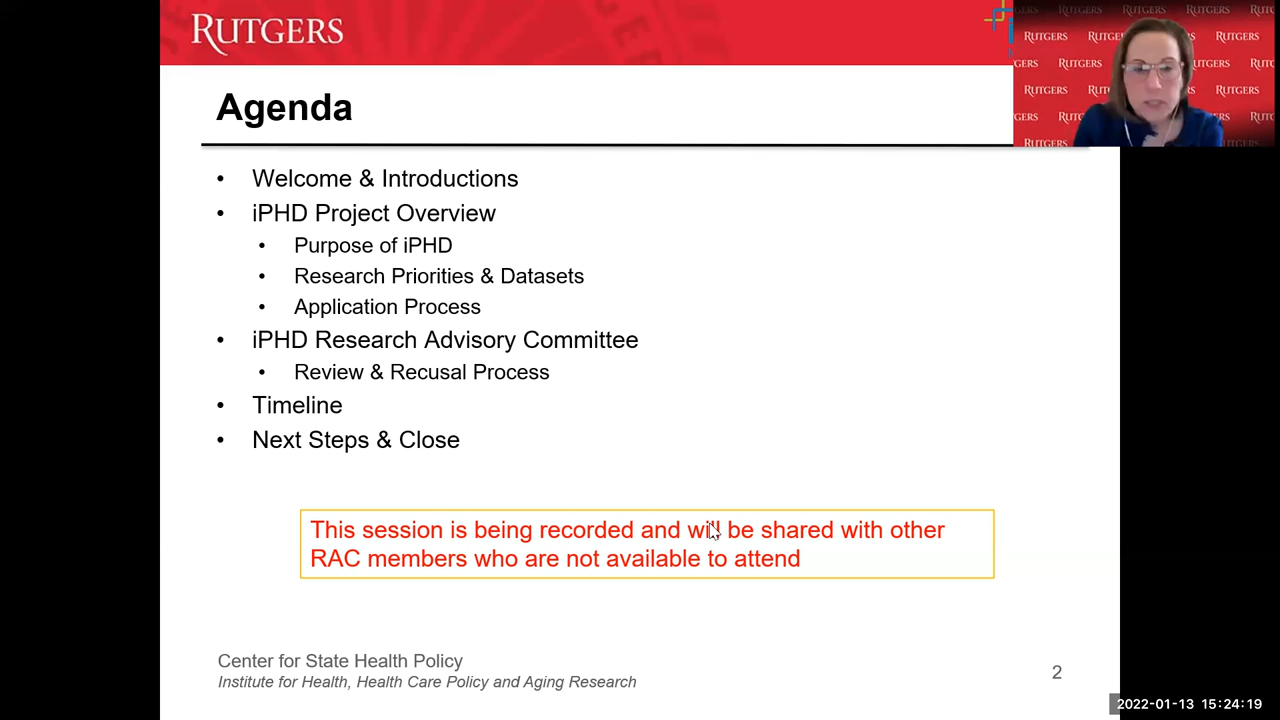 RUTGERS
Agenda
• Welcome & Introductions
• iPHD Project Overview
• Purpose of iPHD
• Research Priorities & Datasets
• Application Process
• iPHD Research Advisory Committee
• Review & Recusal Process
• Timeline
• Next Steps & Close
This session is being recorded and will be shared with other
RAC members who are not available to attend
Center for State Health Policy
Institute for Health, Health Care Policy and Aging Research
2
RUTGERS RUTGERS RUTGERS
2022-01-13 15:24:19